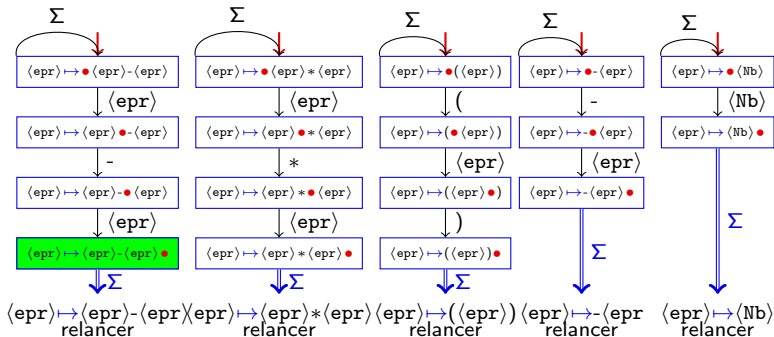 Σ Σ Σ Σ Σ
⟨epr⟩↦•⟨epr⟩-⟨epr⟩ ⟨epr⟩↦•⟨epr⟩*⟨epr⟩ ⟨epr⟩↦•(⟨epr⟩) ⟨epr⟩↦•-⟨epr⟩ ⟨epr⟩↦•⟨Nb⟩
⟨epr⟩ ⟨epr⟩ ( - ⟨Nb⟩
⟨epr⟩↦⟨epr⟩•-⟨epr⟩ ⟨epr⟩↦⟨epr⟩•*⟨epr⟩ ⟨epr⟩↦(•⟨epr⟩) ⟨epr⟩↦-•⟨epr⟩ ⟨epr⟩↦⟨Nb⟩•
- * ⟨epr⟩ ⟨epr⟩
⟨epr⟩↦⟨epr⟩-•⟨epr⟩ ⟨epr⟩↦⟨epr⟩*•⟨epr⟩ ⟨epr⟩↦(⟨epr⟩•) ⟨epr⟩↦-⟨epr⟩•
⟨epr⟩ ⟨epr⟩ ) Σ
⟨epr⟩↦⟨epr⟩-⟨epr⟩• ⟨epr⟩↦⟨epr⟩*⟨epr⟩• ⟨epr⟩↦(⟨epr⟩)• Σ
Σ Σ Σ
⟨epr⟩↦⟨epr⟩-⟨epr⟩ ⟨epr⟩↦⟨epr⟩*⟨epr⟩ ⟨epr⟩↦(⟨epr⟩) ⟨epr⟩↦-⟨epr ⟨epr⟩↦⟨Nb⟩
relancer relancer relancer relancer relancer